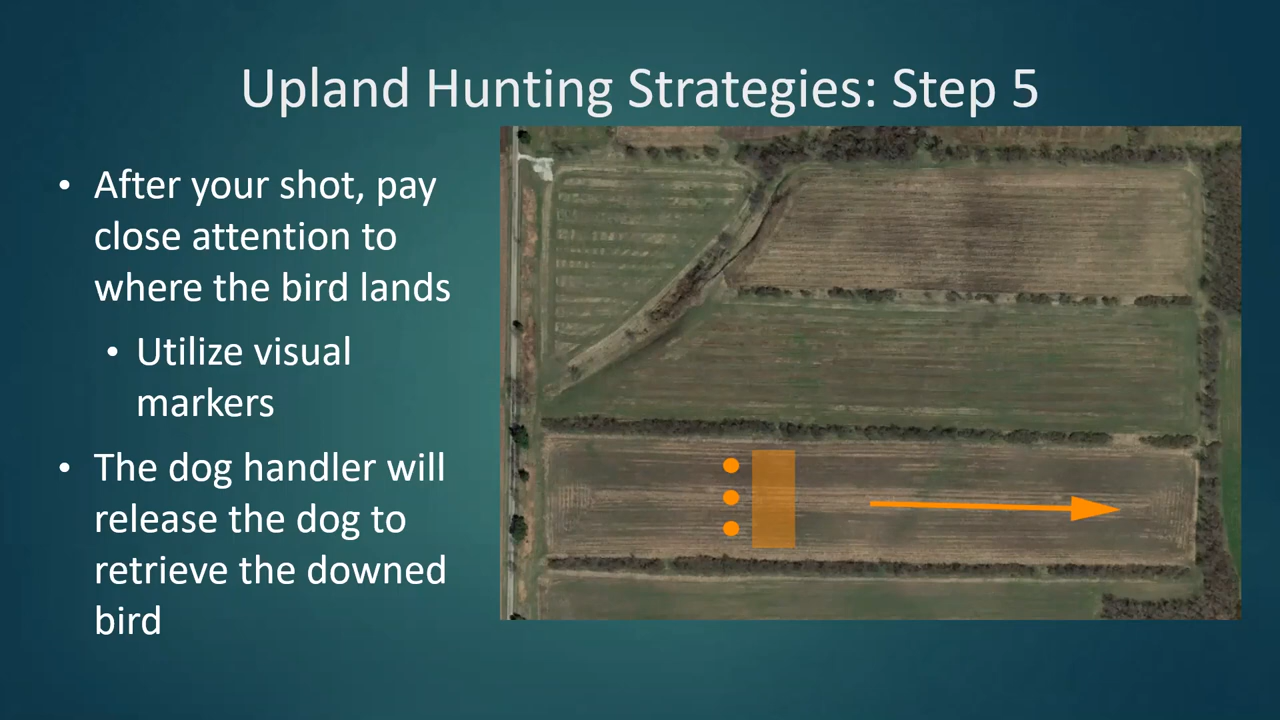 Upland Hunting Strategies: Step 5
• After your shot, pay
close attention to
where the bird lands
• Utilize visual
markers
• The dog handler will
release the dog to
retrieve the downed
bird